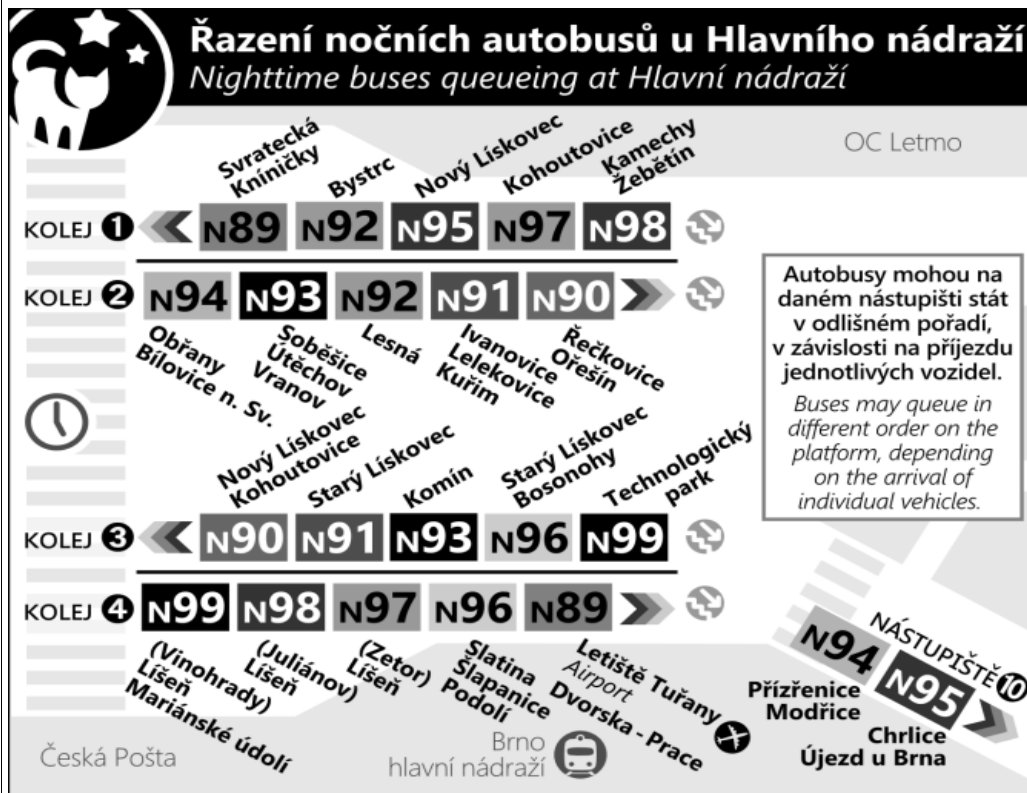 Řazení nočních autobusů u Hlavního nádraží
Nighttime buses queueing at Hlavní nádraží
OC Letmo
Svratecká
Kníničky
Bystrc
Nový Lískovec
Kohoutovice
Kamechy
Žebětín
KOLEJ 1 N89 N92 N95 N97 N98
KOLEJ 2 N94 N93 N92 N91 N90
Obřany
Bílovice n. Sv.
Soběšice
Útěchov
Vranov
Lesná
Ivanovice
Lelekovice
Kuřim
Řečkovice
Ořešín
Autobusy mohou na
daném nástupišti stát
v odlišném pořadí,
v závislosti na příjezdu
jednotlivých vozidel.
Buses may queue in
different order on the
platform, depending
on the arrival of
individual vehicles.
Nový Lískovec
Kohoutovice
Starý Lískovec
Komín
Starý Lískovec
Bosonohy
Technologický
park
KOLEJ 3 N90 N91 N93 N96 N99
KOLEJ 4 N99 N98 N97 N96 N89
(Vinohrady)
Líšeň
Mariánské údolí
(Juliánov)
Líšeň
(Zetor)
Líšeň
Slatina
Šlapanice
Podolí
Letiště Tuřany
Airport
Dvorska - Prace
NÁSTUPIŠTĚ 10
N94 N95
Přízřenice
Modřice
Chrlice
Újezd u Brna
Česká Pošta
Brno
hlavní nádraží